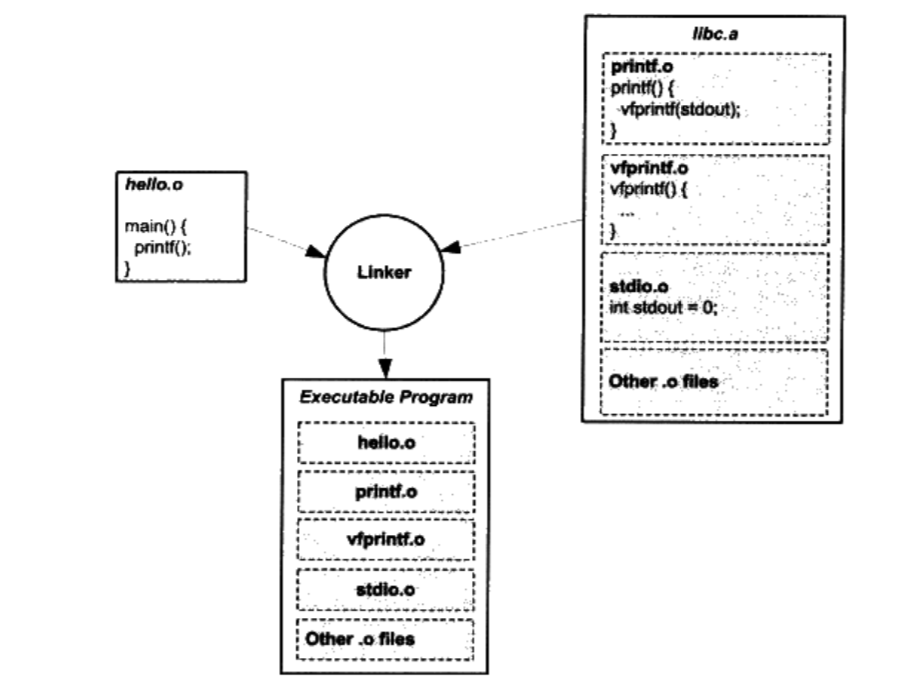 libc.a
printf.o
printf() {
vfprintf(stdout);
}
vfprintf.o
vfprintf() {
...
}
stdio.o
int stdout = 0;
Other .o files
hello.o
main() {
printf();
}
Linker
Executable Program
hello.o
printf.o
vfprintf.o
stdio.o
Other .o files